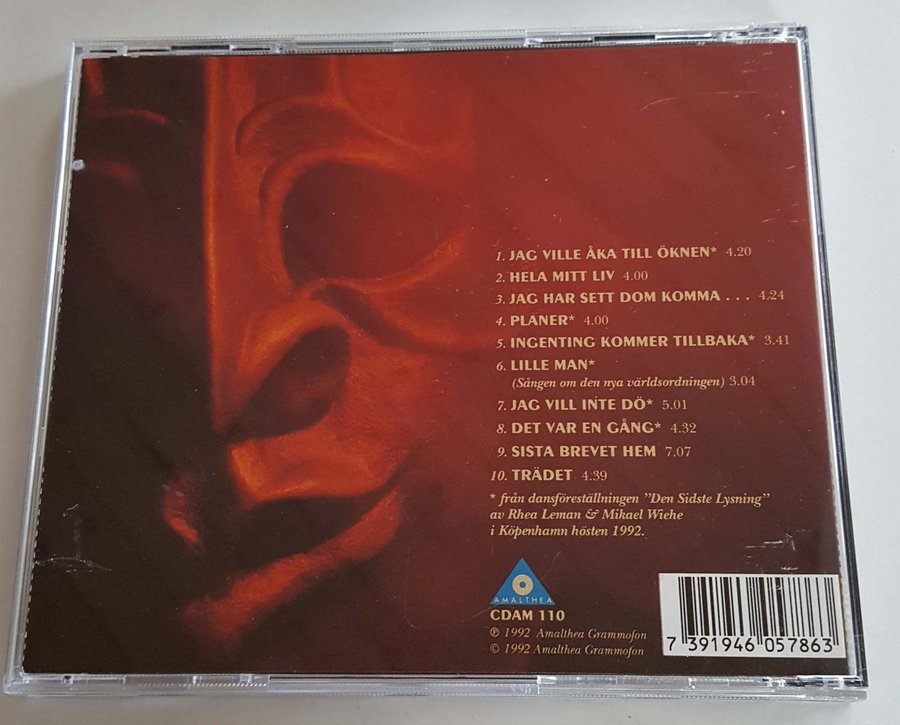 1. JAG VILLE ÅKA TILL ÖKNEN* 4.20
2. HELA MITT LIV 4.00
3. JAG HAR SETT DOM KOMMA . . . 4.24
4. PLANER* 4.00
5. INGENTING KOMMER TILLBAKA* 3.41
6. LILLE MAN*
(Sången om den nya världsordningen) 3.04
7. JAG VILL INTE DÖ* 5.01
8. DET VAR EN GÅNG* 4.32
9. SISTA BREVET HEM 7.07
10. TRÄDET 4.39
* från dansföreställningen ”Den Sidste Lysning”
av Rhea Leman & Mikael Wiehe
i Köpenhamn hösten 1992.
AMALTHEA
CDAM 110
℗ 1992 Amalthea Grammofon
© 1992 Amalthea Grammofon
7 391946 057863